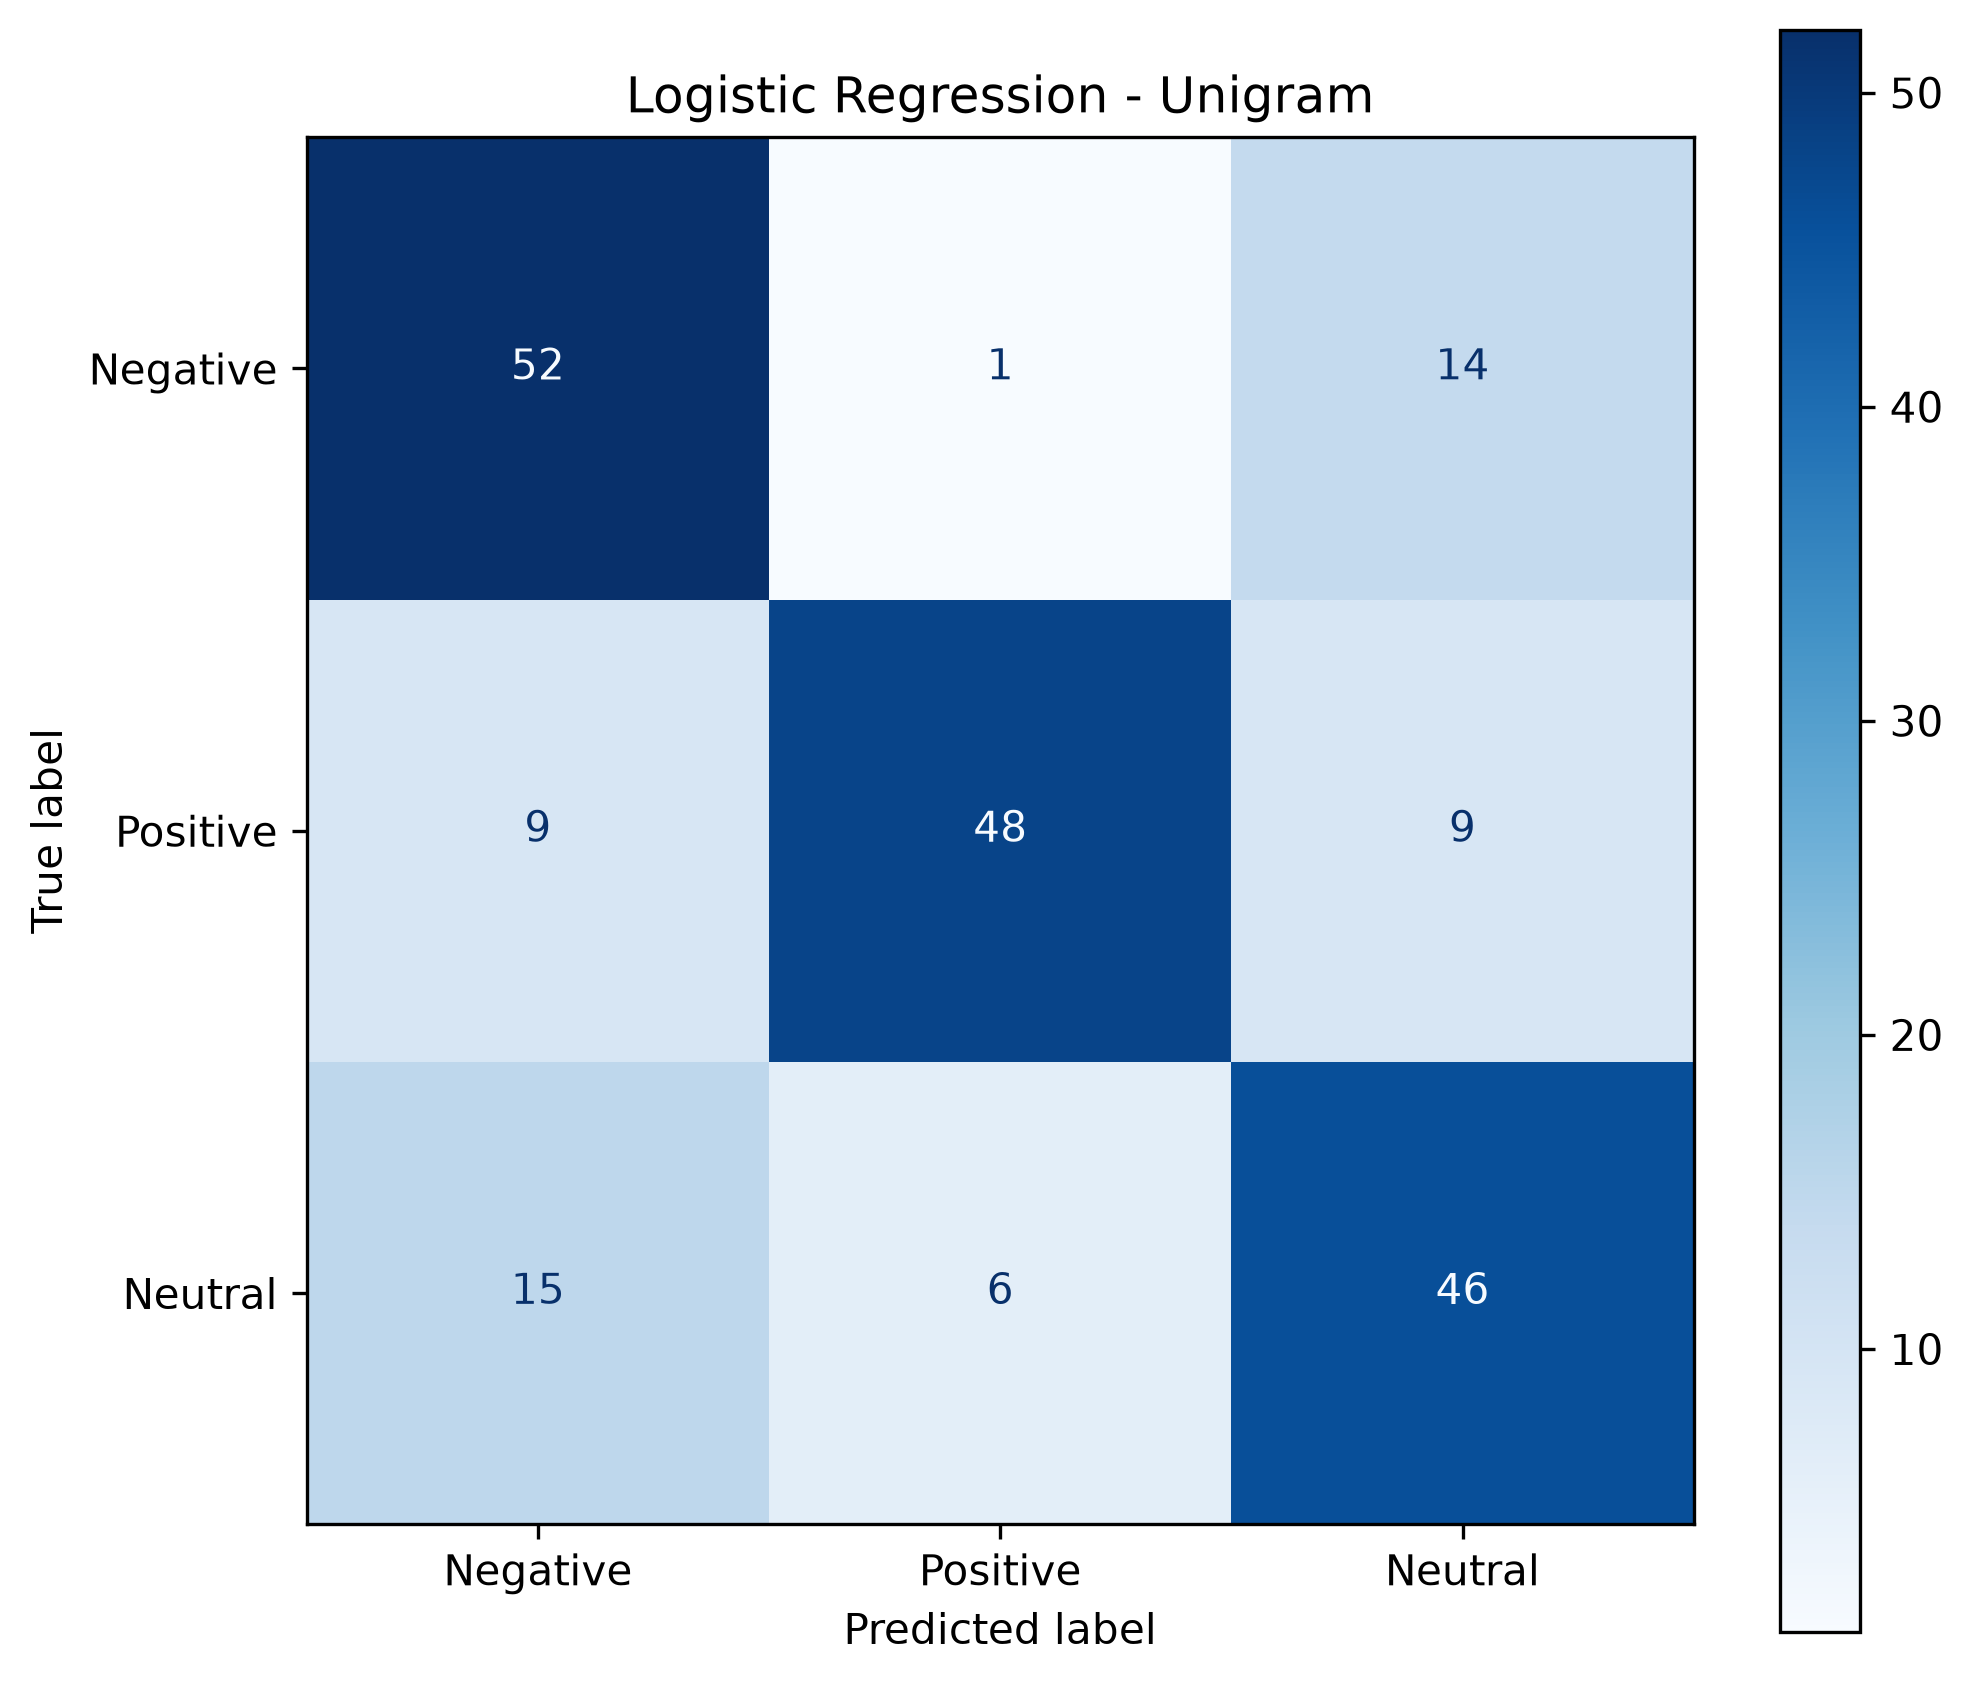 Logistic Regression - Unigram
50
40
30
20
10
True label
Negative
52 1 14
Positive
9 48 9
Neutral
15 6 46
Negative Positive Neutral
Predicted label